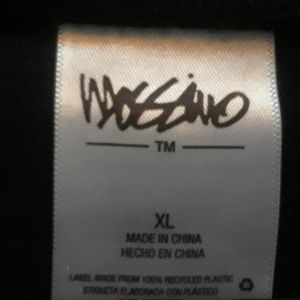 Mossimo
TM
XL
MADE IN CHINA
HECHO EN CHINA
LABEL MADE FROM 100% RECYCLED PLASTIC
ETIQUETA ELABORADA CON PLÁSTICO